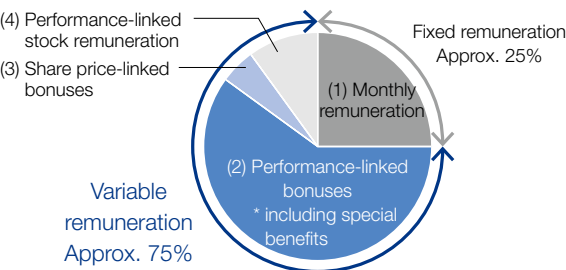 (4) Performance-linked
stock remuneration
(3) Share price-linked
bonuses
Fixed remuneration
Approx. 25%
(1) Monthly
remuneration
(2) Performance-linked
bonuses
* including special
benefits
Variable
remuneration
Approx. 75%